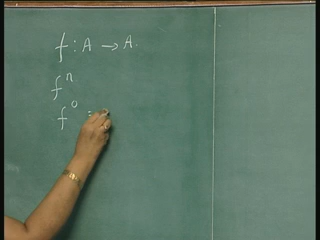 f : A → A.
fⁿ
f⁰ =